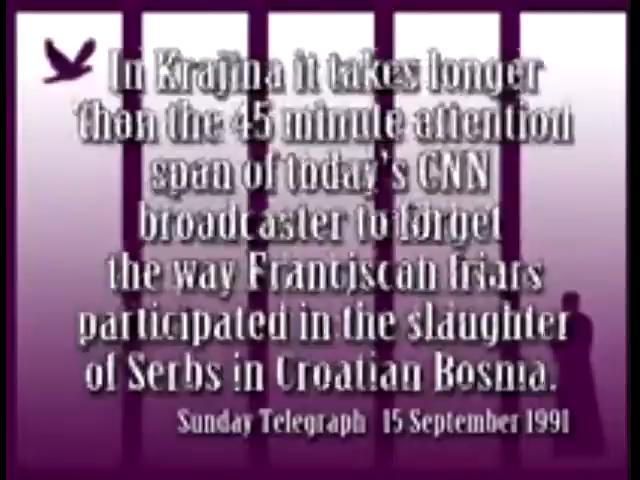 In Krajina it takes longer
than the 45 minute attention
span of today's CNN
broadcaster to forget
the way Franciscan friars
participated in the slaughter
of Serbs in Croatian Bosnia.
Sunday Telegraph 15 September 1991